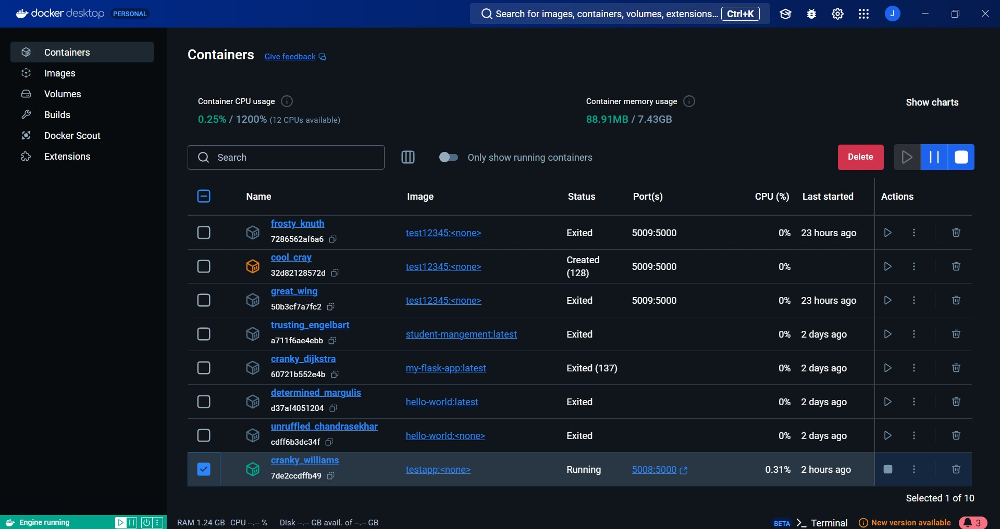 docker desktop PERSONAL
Search for images, containers, volumes, extensions... Ctrl+K
J
Containers
Images
Volumes
Builds
Docker Scout
Extensions
Containers Give feedback
Container CPU usage
0.25% / 1200% (12 CPUs available)
Container memory usage
88.91MB / 7.43GB
Show charts
Search
Only show running containers
Delete
Name Image Status Port(s) CPU (%) Last started Actions
frosty_knuth
7286562af6a6
test12345:<none> Exited 5009:5000 0% 23 hours ago
cool_cray
32d82128572d
test12345:<none> Created (128) 5009:5000 0%
great_wing
50b3cf7a7fc2
test12345:<none> Exited 5009:5000 0% 23 hours ago
trusting_engelbart
a711f6ae4ebb
student-mangement:latest Exited 0% 2 days ago
cranky_dijkstra
60721b552e4b
my-flask-app:latest Exited (137) 0% 2 days ago
determined_margulis
d37af4051204
hello-world:latest Exited 0% 2 days ago
unruffled_chandrasekhar
cdff6b3dc34f
hello-world:<none> Exited 0% 2 days ago
cranky_williams
7de2ccdffb49
testapp:<none> Running 5008:5000 0.31% 2 hours ago
Selected 1 of 10
Engine running
RAM 1.24 GB CPU --.-- % Disk --.-- GB avail. of --.-- GB
BETA >_ Terminal
New version available
3